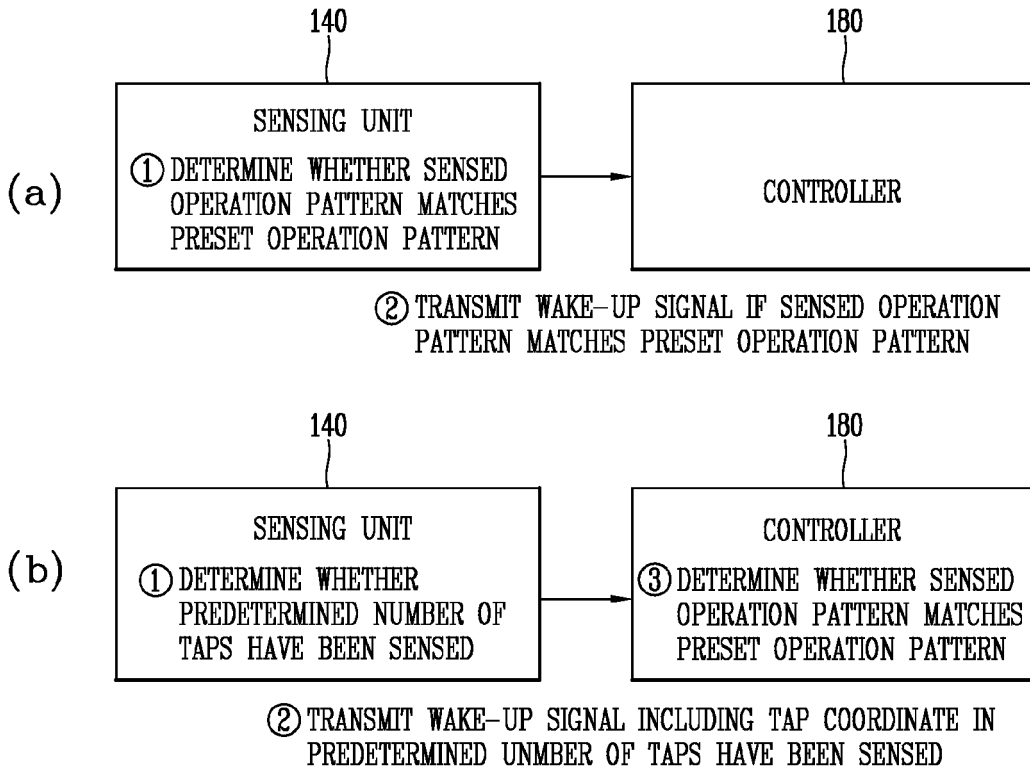 140
180
(a)
SENSING UNIT
① DETERMINE WHETHER SENSED
OPERATION PATTERN MATCHES
PRESET OPERATION PATTERN
CONTROLLER
② TRANSMIT WAKE-UP SIGNAL IF SENSED OPERATION
PATTERN MATCHES PRESET OPERATION PATTERN
140
180
(b)
SENSING UNIT
① DETERMINE WHETHER
PREDETERMINED NUMBER OF
TAPS HAVE BEEN SENSED
CONTROLLER
③ DETERMINE WHETHER SENSED
OPERATION PATTERN MATCHES
PRESET OPERATION PATTERN
② TRANSMIT WAKE-UP SIGNAL INCLUDING TAP COORDINATE IN
PREDETERMINED UNMBER OF TAPS HAVE BEEN SENSED